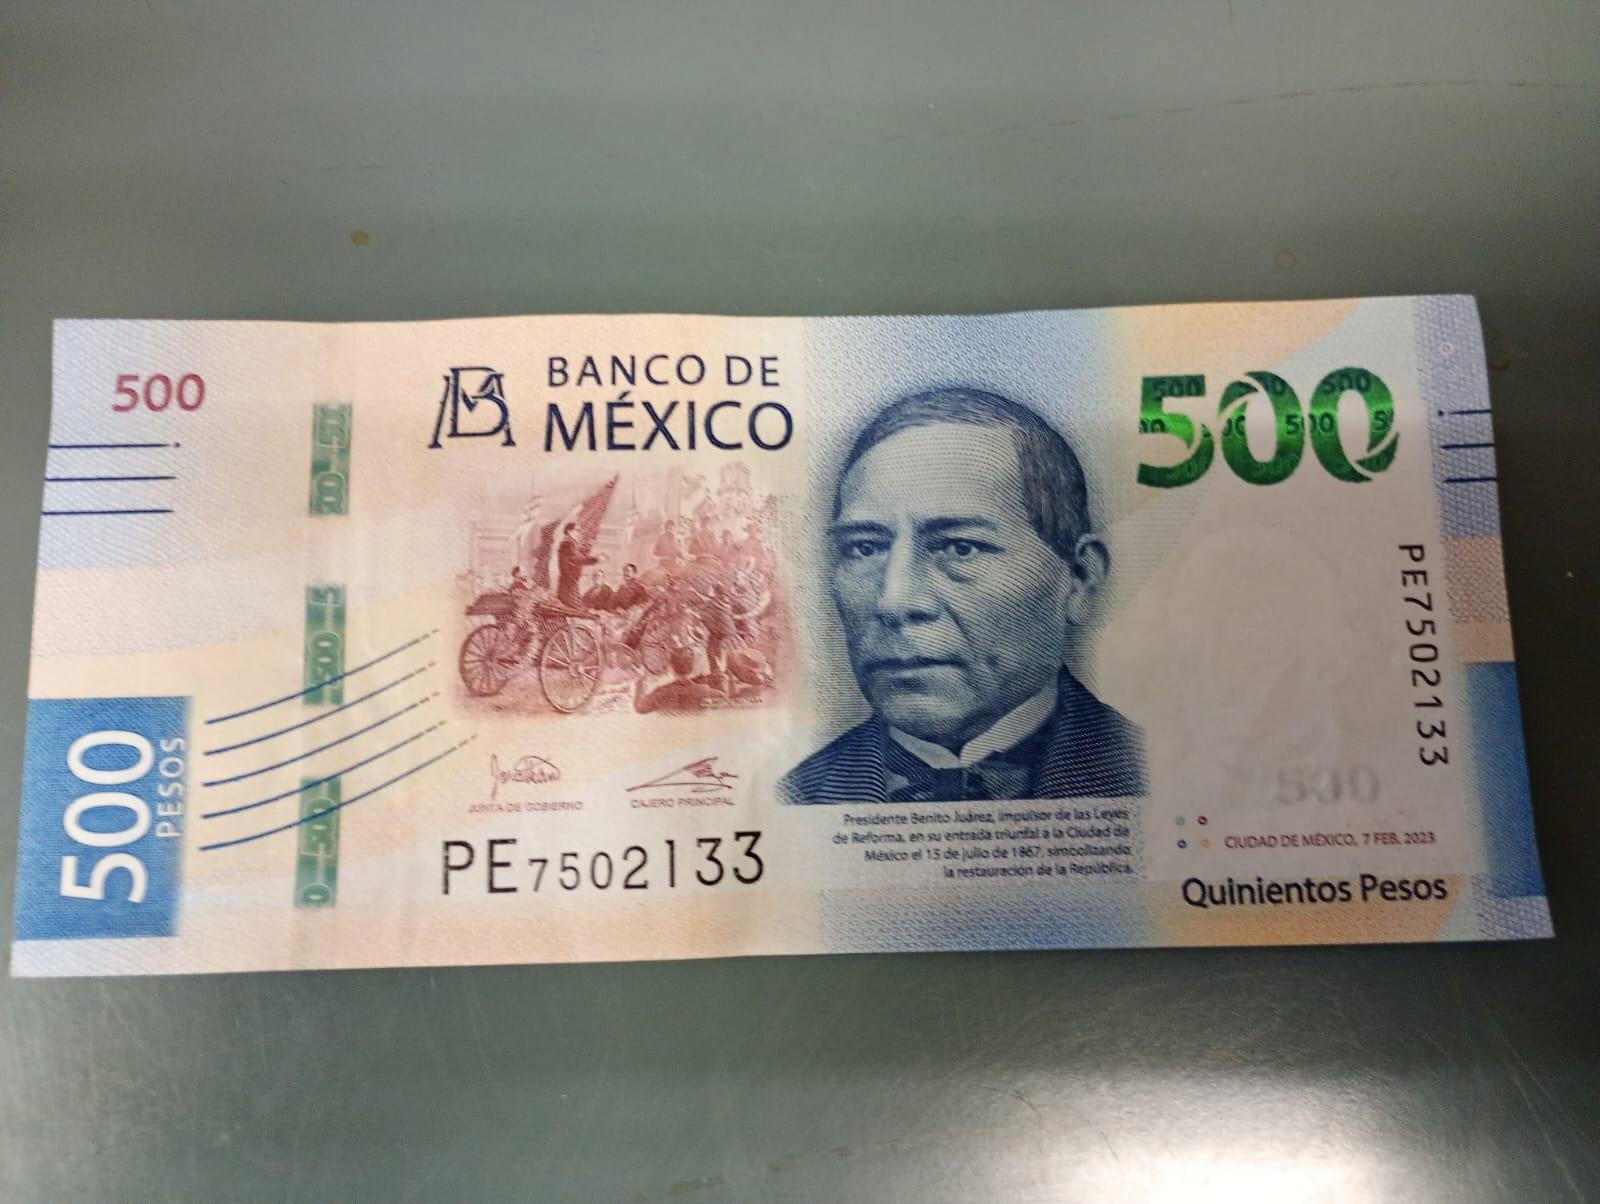 500
BM
BANCO DE
MÉXICO
500
PE7502133
500
PESOS
JUNTA DE GOBIERNO
CAJERO PRINCIPAL
PE7502133
Presidente Benito Juárez, impulsor de las Leyes
de Reforma, en su entrada triunfal a la Ciudad de
México el 15 de julio de 1867, simbolizando
la restauración de la República.
500
CIUDAD DE MÉXICO, 7 FEB. 2023
Quinientos Pesos